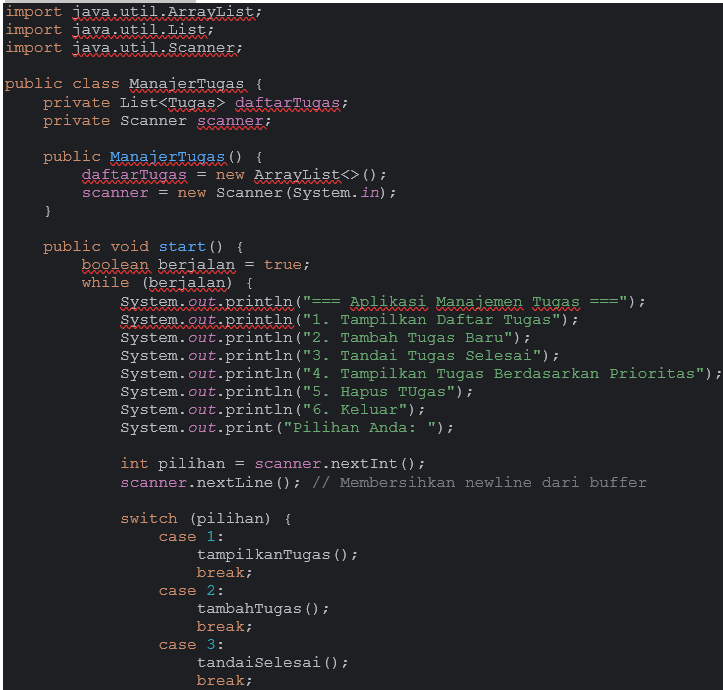 import java.util.ArrayList;
import java.util.List;
import java.util.Scanner;

public class ManajerTugas {
    private List<Tugas> daftarTugas;
    private Scanner scanner;

    public ManajerTugas() {
        daftarTugas = new ArrayList<>();
        scanner = new Scanner(System.in);
    }

    public void start() {
        boolean berjalan = true;
        while (berjalan) {
            System.out.println("=== Aplikasi Manajemen Tugas ===");
            System.out.println("1. Tampilkan Daftar Tugas");
            System.out.println("2. Tambah Tugas Baru");
            System.out.println("3. Tandai Tugas Selesai");
            System.out.println("4. Tampilkan Tugas Berdasarkan Prioritas");
            System.out.println("5. Hapus TUgas");
            System.out.println("6. Keluar");
            System.out.print("Pilihan Anda: ");

            int pilihan = scanner.nextInt();
            scanner.nextLine(); // Membersihkan newline dari buffer

            switch (pilihan) {
                case 1:
                    tampilkanTugas();
                    break;
                case 2:
                    tambahTugas();
                    break;
                case 3:
                    tandaiSelesai();
                    break;